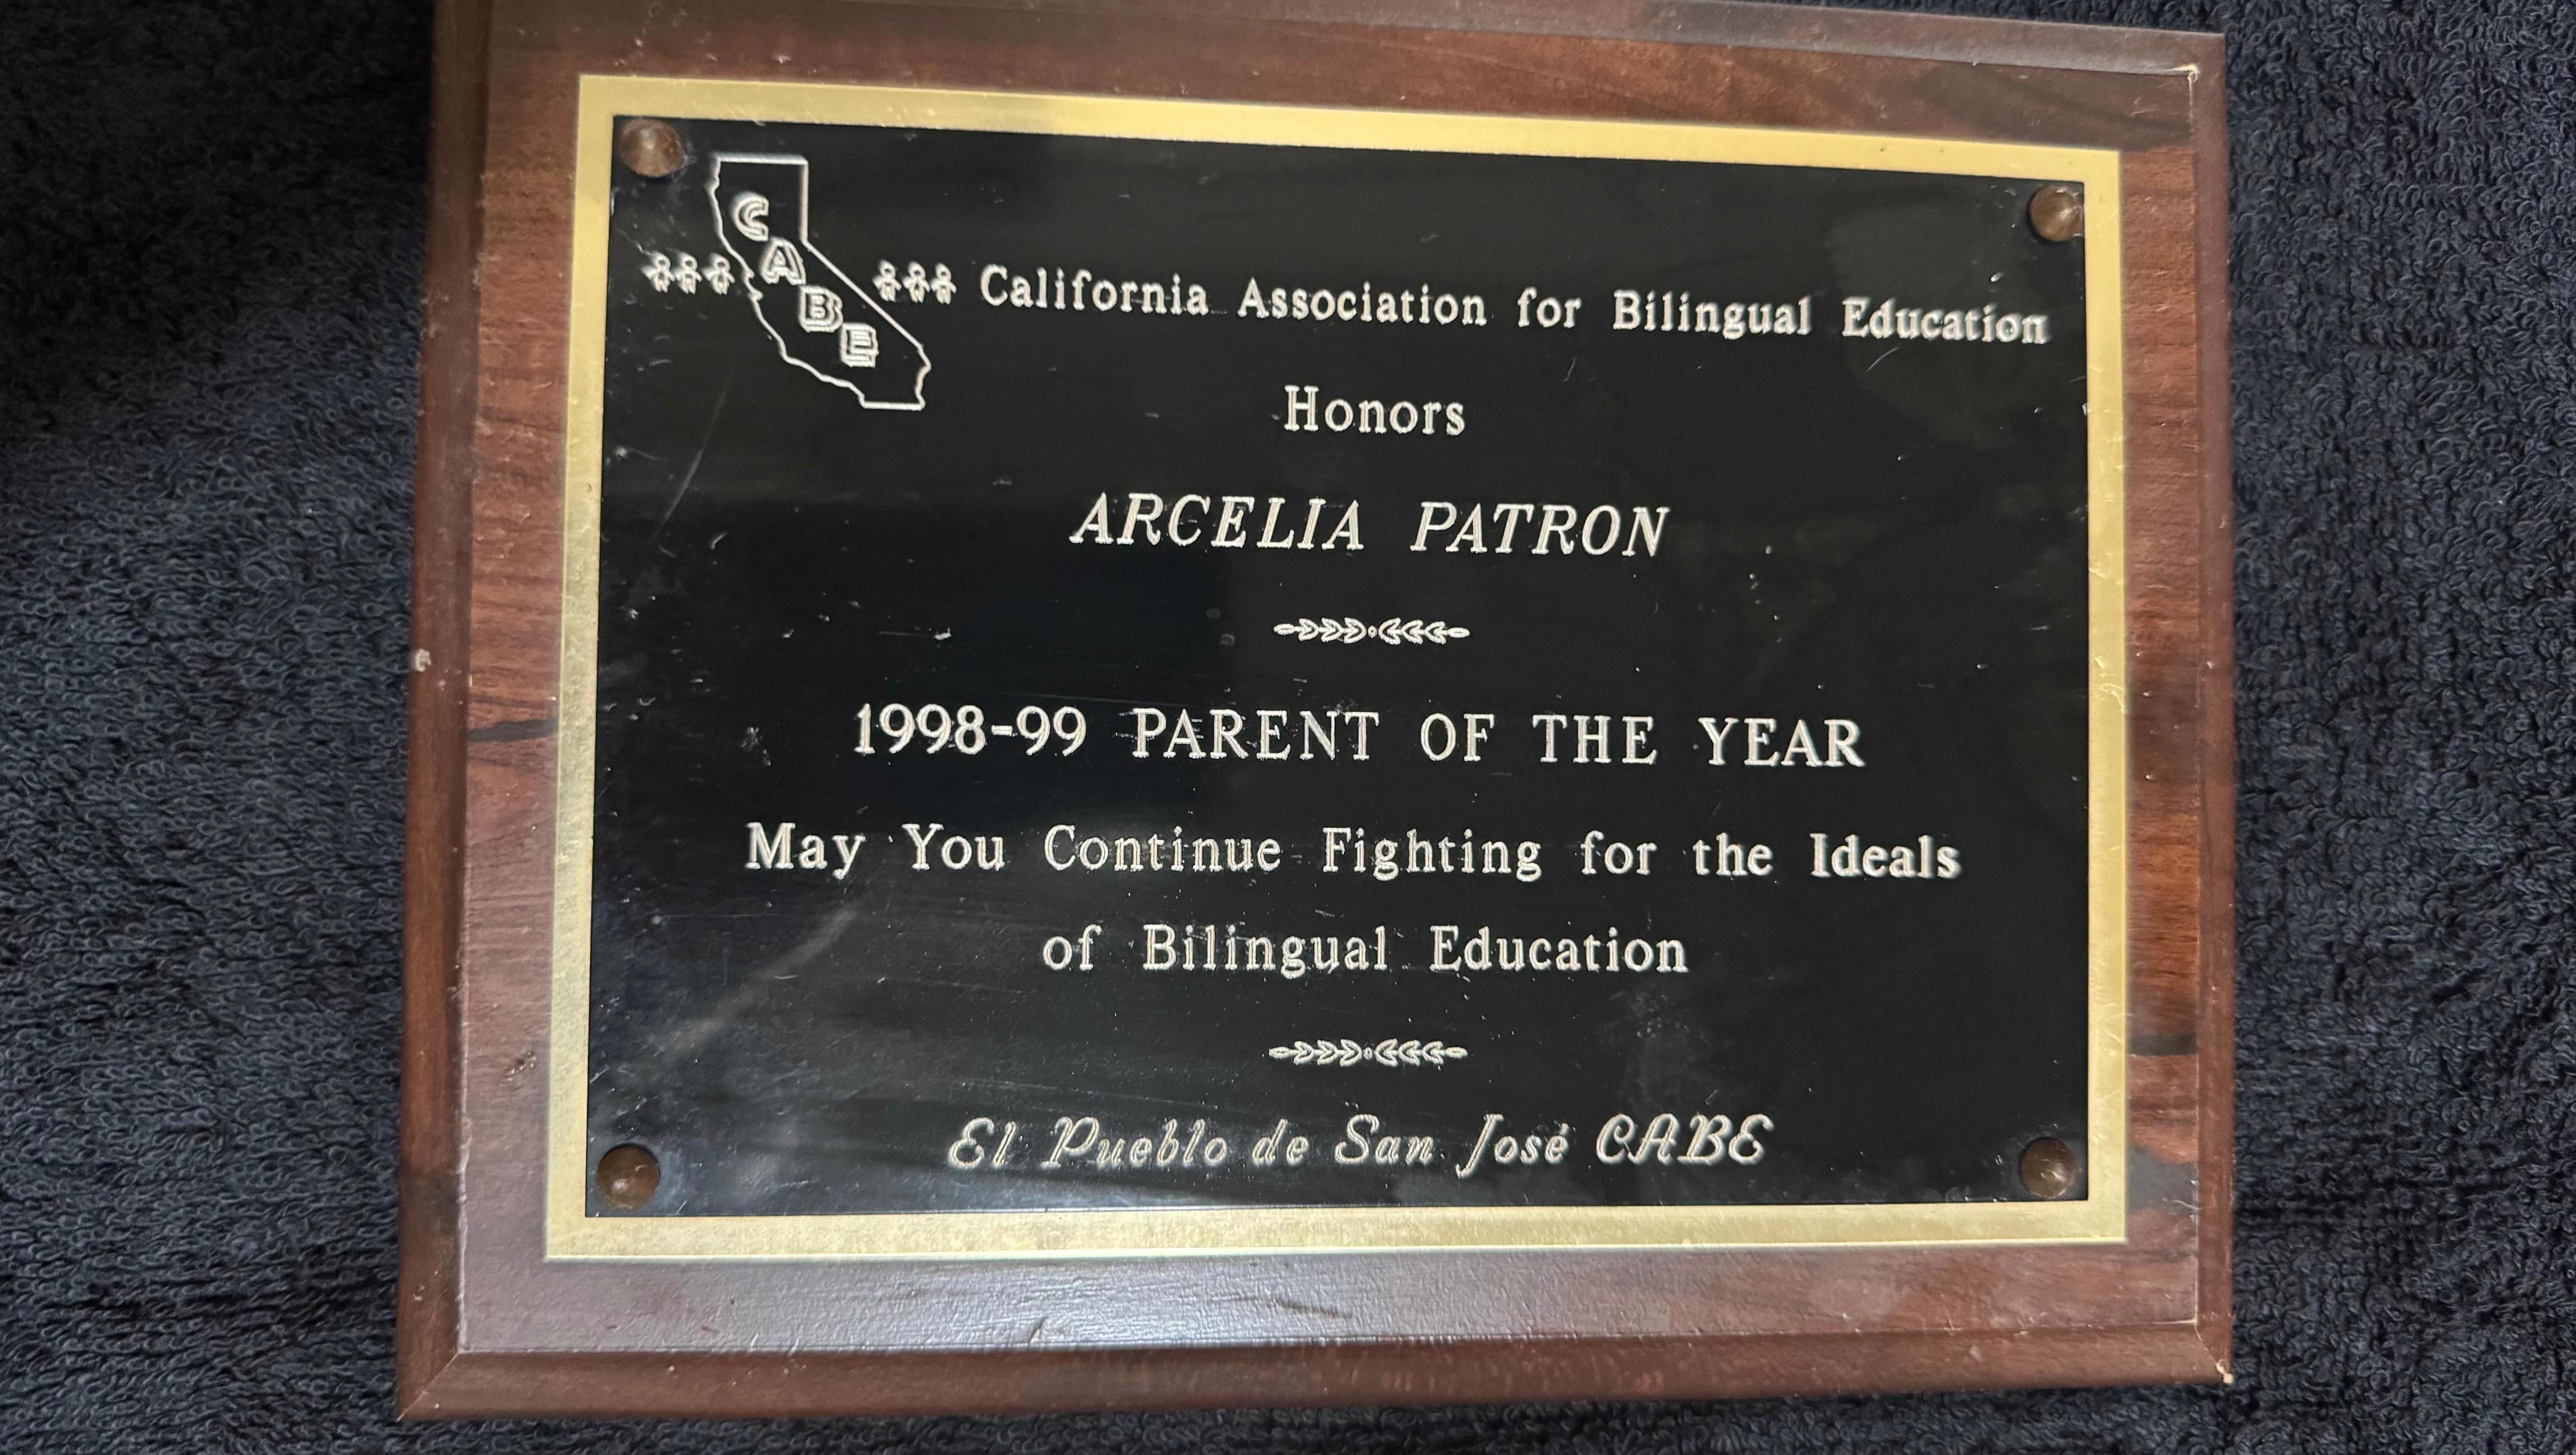 CABE
California Association for Bilingual Education
Honors
ARCELIA PATRON
1998-99 PARENT OF THE YEAR
May You Continue Fighting for the Ideals
of Bilingual Education
El Pueblo de San José CABE